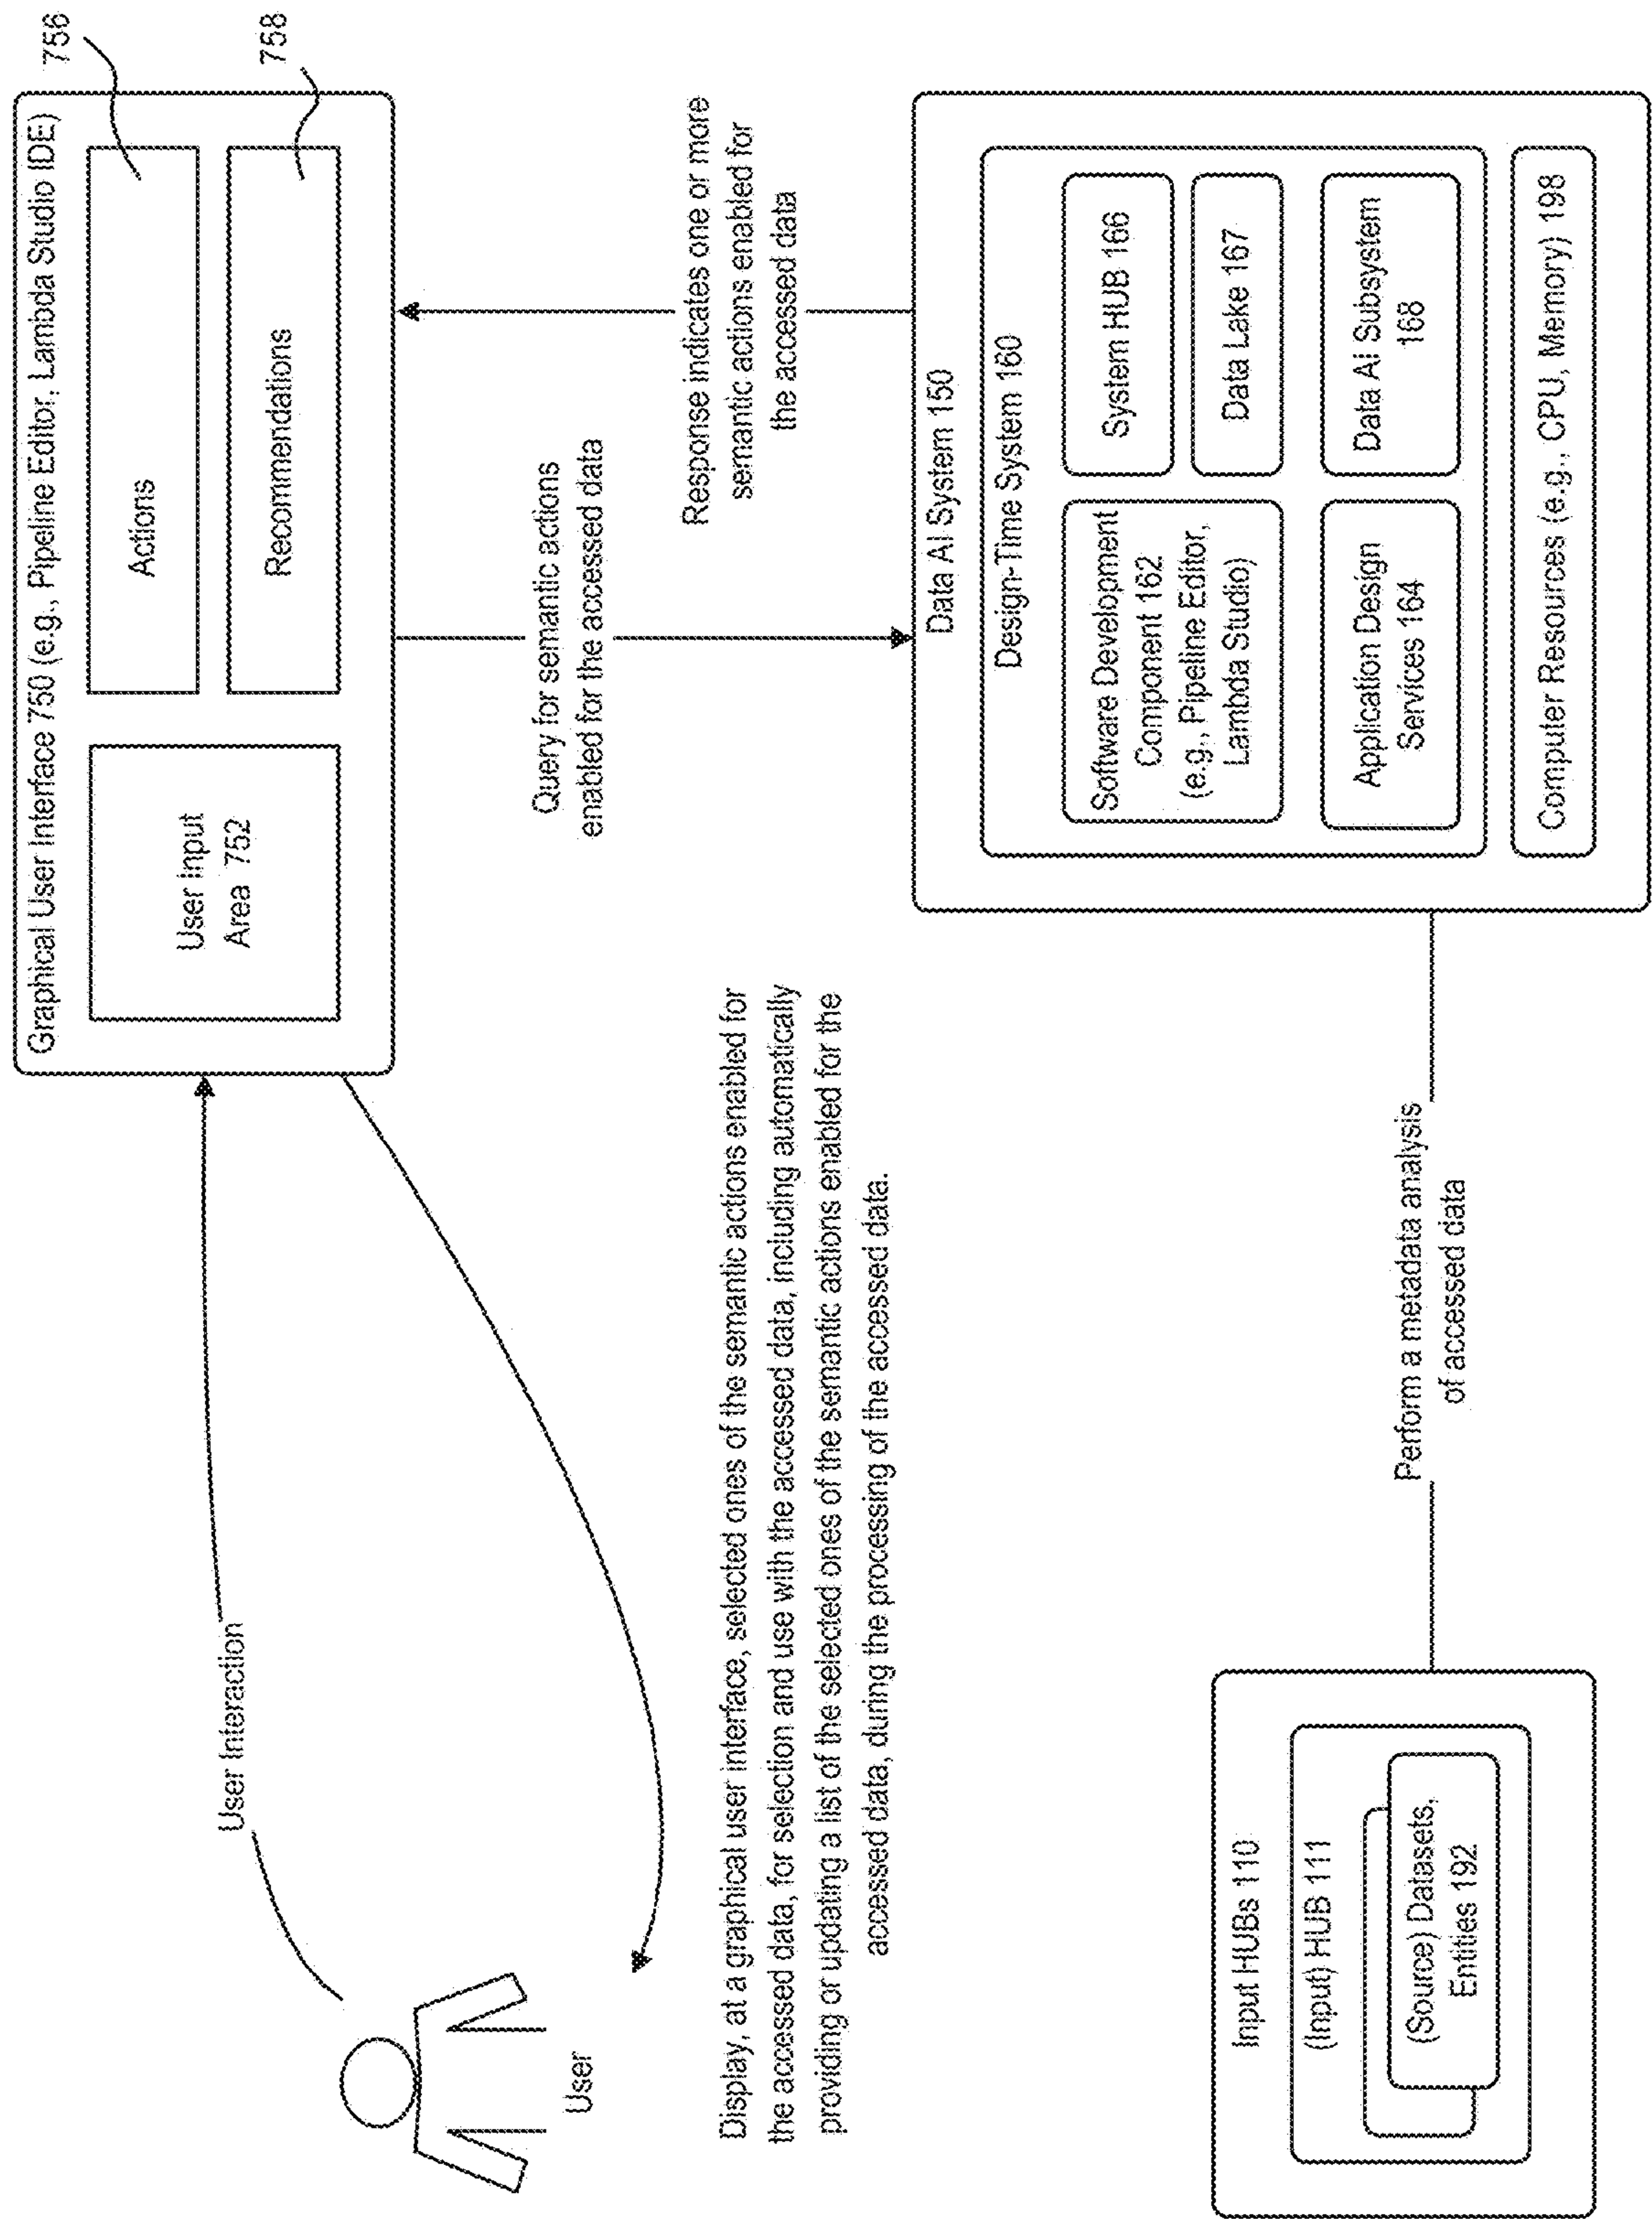 Graphical User Interface 750 (e.g., Pipeline Editor, Lambda Studio IDE)
User Input
Area 752
Actions
Recommendations
756
758
User Interaction
User
Query for semantic actions
enabled for the accessed data
Response indicates one or more
semantic actions enabled for
the accessed data
Display, at a graphical user interface, selected ones of the semantic actions enabled for
the accessed data, for selection and use with the accessed data, including automatically
providing or updating a list of the selected ones of the semantic actions enabled for the
accessed data, during the processing of the accessed data.
Data AI System 150
Design-Time System 160
Software Development
Component 162
(e.g., Pipeline Editor,
Lambda Studio)
System HUB 166
Data Lake 167
Application Design
Services 164
Data AI Subsystem
168
Computer Resources (e.g., CPU, Memory) 198
Perform a metadata analysis
of accessed data
Input HUBs 110
(Input) HUB 111
(Source) Datasets,
Entities 192